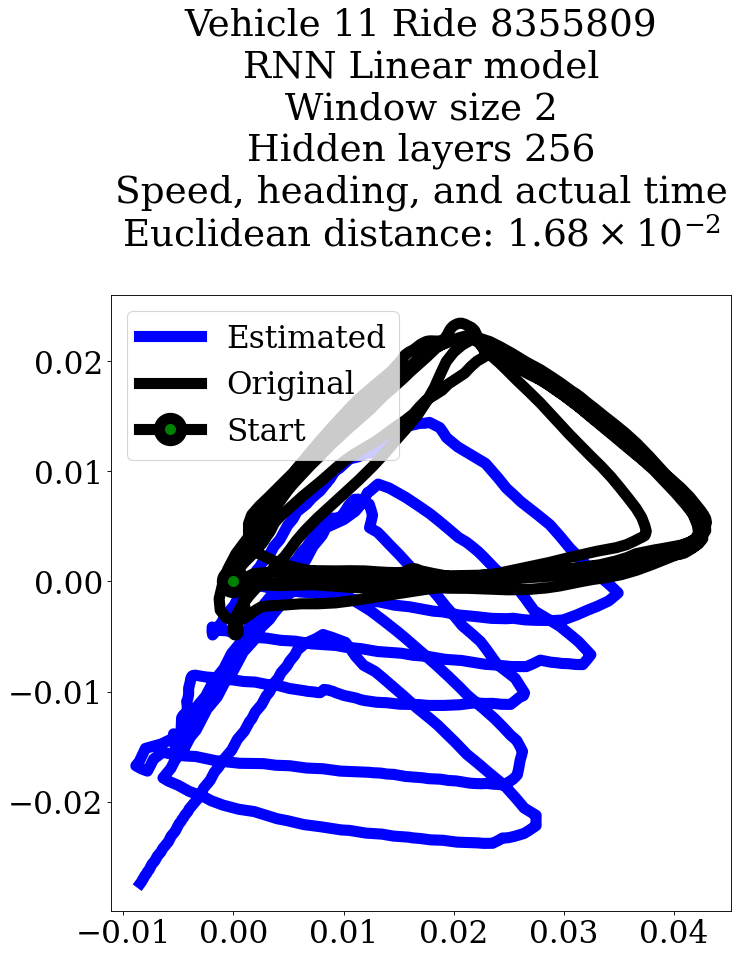 Vehicle 11 Ride 8355809
RNN Linear model
Window size 2
Hidden layers 256
Speed, heading, and actual time
Euclidean distance: 1.68 × 10⁻²
Estimated
Original
Start
0.02
0.01
0.00
−0.01
−0.02
−0.01 0.00 0.01 0.02 0.03 0.04